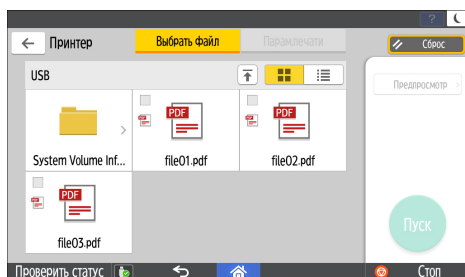 ?
Принтер
Выбрать файл
Парам.печати
Сброс
USB
Предпросмотр
System Volume Inf...
PDF
file01.pdf
PDF
file02.pdf
PDF
file03.pdf
Пуск
Проверить статус
Стоп